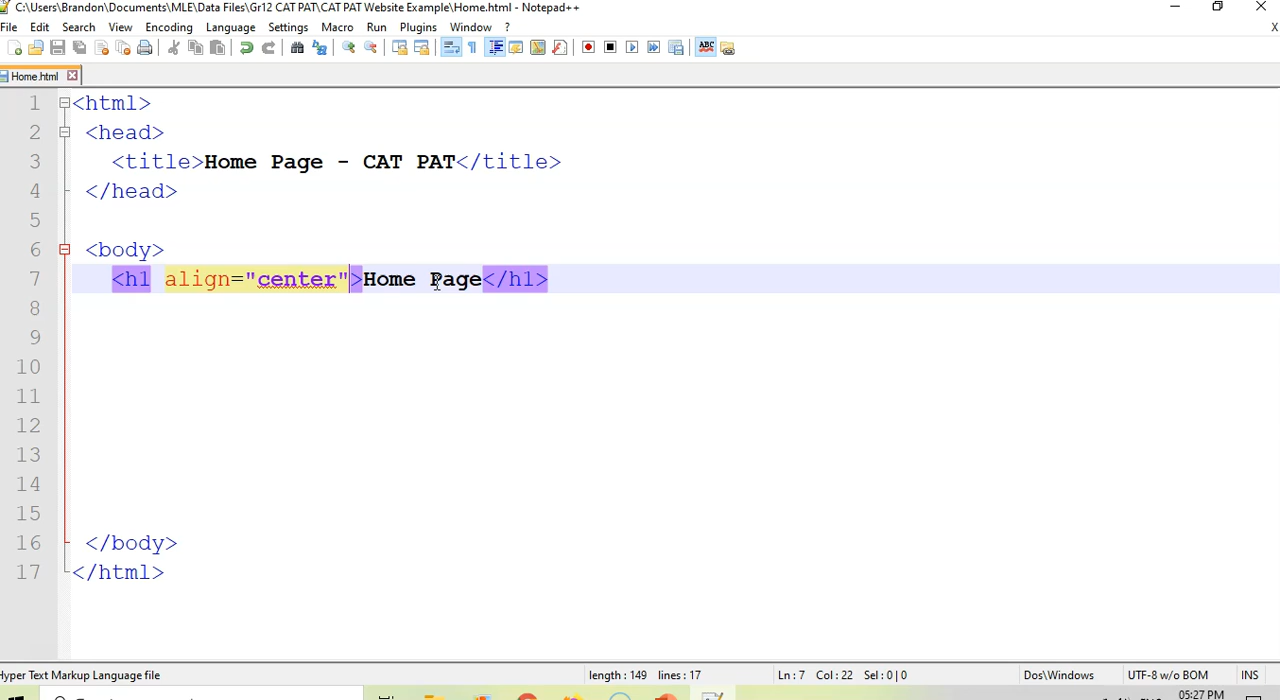 C:\Users\Brandon\Documents\MLE\Data Files\Gr12 CAT PAT\CAT PAT Website Example\Home.html - Notepad++
File Edit Search View Encoding Language Settings Macro Run Plugins Window ? X
ABC
Home.html
1 <html>
2 <head>
3 <title>Home Page - CAT PAT</title>
4 </head>
5
6 <body>
7 <h1 align="center">Home Page</h1>
8
9
10
11
12
13
14
15
16 </body>
17 </html>
Hyper Text Markup Language file length : 149 lines : 17 Ln : 7 Col : 22 Sel : 0 | 0 Dos\Windows UTF-8 w/o BOM INS
05:27 PM